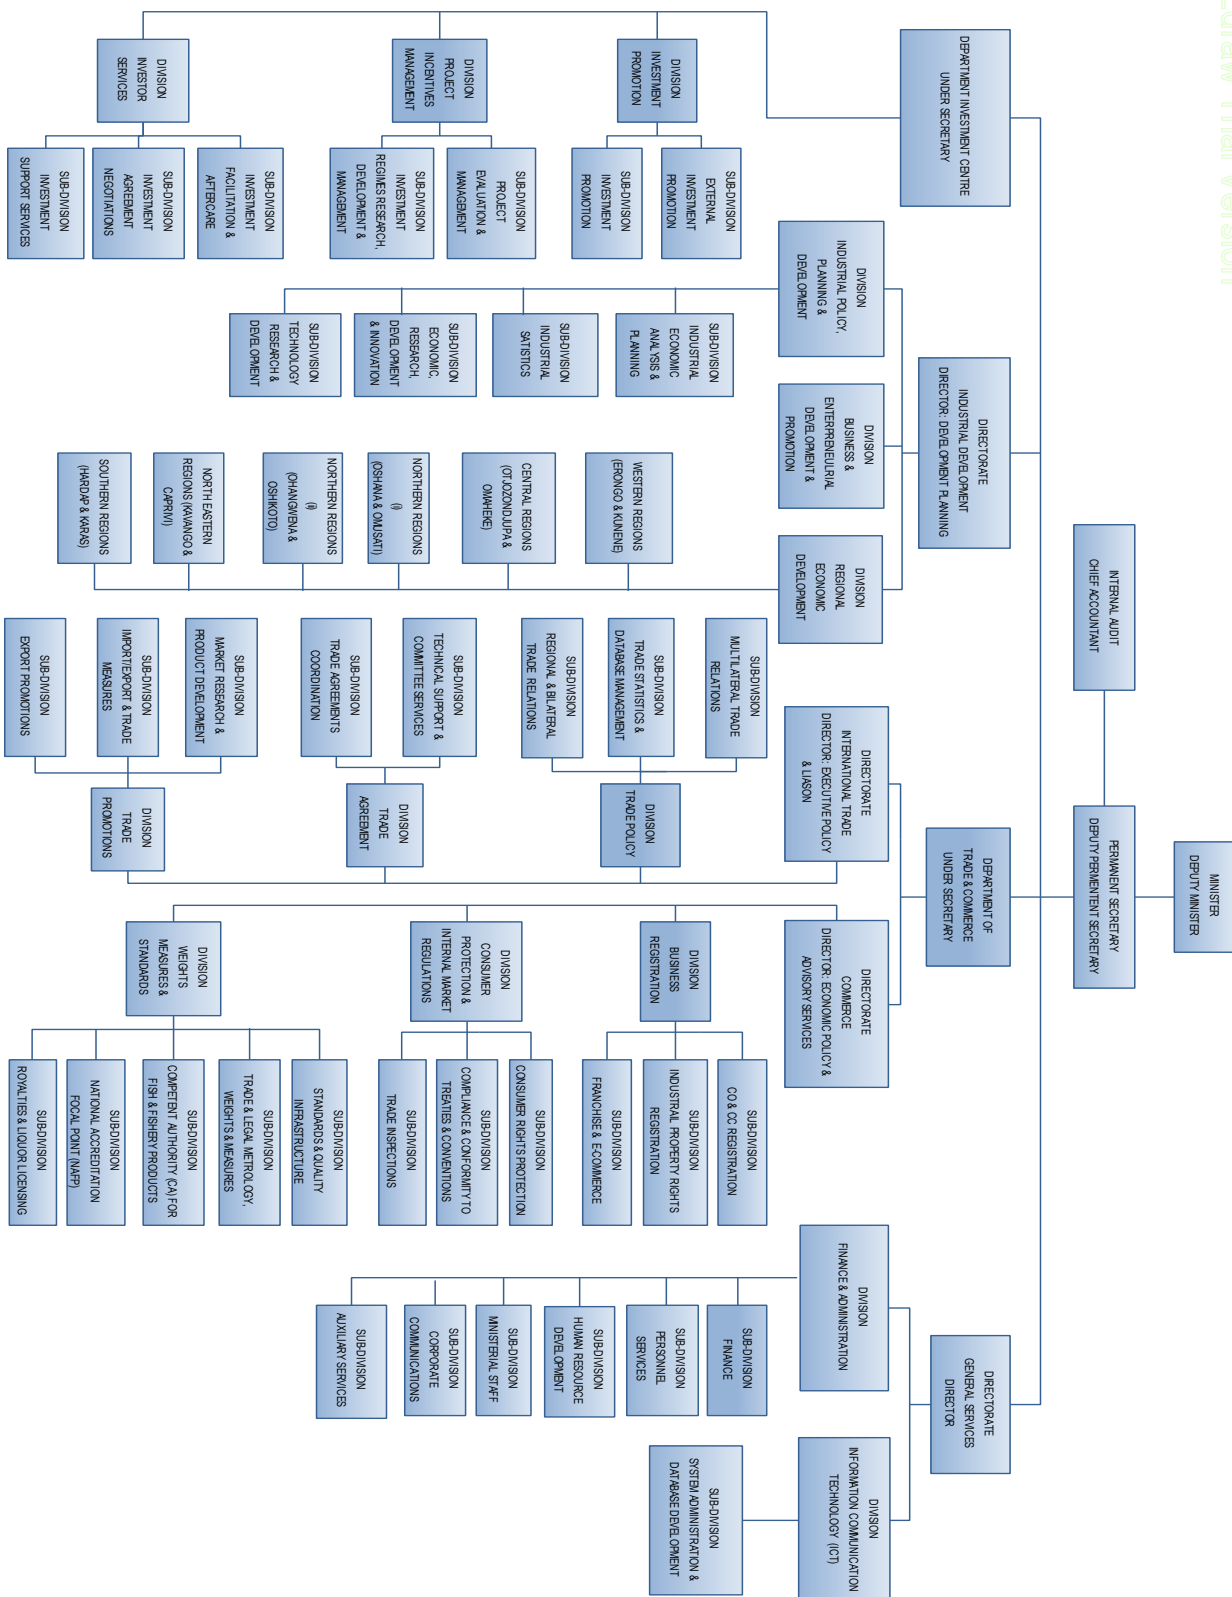 MINISTER
DEPUTY MINISTER
PERMANENT SECRETARY
DEPUTY PERMENTENT SECRETARY
INTERNAL AUDIT
CHIEF ACCOUNTANT
DEPARTMENT INVESTMENT CENTRE
UNDER SECRETARY
DIRECTORATE
INDUSTRIAL DEVELOPMENT
DIRECTOR: DEVELOPMENT PLANNING
DEPARTMENT OF
TRADE & COMMERCE
UNDER SECRETARY
DIRECTORATE
GENERAL SERVICES
DIRECTOR
DIVISION
INDUSTRIAL POLICY,
PLANNING &
DEVELOPMENT
DIVISION
BUSINESS &
ENTERPRENEULRIAL
DEVELOPMENT &
PROMOTION
DIVISION
REGIONAL
ECONOMIC
DEVELOPMENT
DIRECTORATE
INTERNATIONAL TRADE
DIRECTOR: EXECUTIVE POLICY
& LIASON
DIRECTORATE
COMMERCE
DIRECTOR: ECONOMIC POLICY &
ADVISORY SERVICES
DIVISION
FINANCE & ADMINISTRATION
DIVISION
INFORMATION COMMUNICATION
TECHNOLOGY (ICT)
DIVISION
INVESTMENT
PROMOTION
SUB-DIVISION
EXTERNAL
INVESTMENT
PROMOTION
SUB-DIVISION
INVESTMENT
PROMOTION
DIVISION
PROJECT
INCENTIVES
MANAGEMENT
SUB-DIVISION
PROJECT
EVALUATION &
MANAGEMENT
SUB-DIVISION
INVESTMENT
REGIMES RESEARCH,
DEVELOPMENT &
MANAGEMENT
DIVISION
INVESTOR
SERVICES
SUB-DIVISION
INVESTMENT
FACILITATION &
AFTERCARE
SUB-DIVISION
INVESTMENT
AGREEMENT
NEGOTIATIONS
SUB-DIVISION
INVESTMENT
SUPPORT SERVICES
SUB-DIVISION
INDUSTRIAL
ECONOMIC
ANALYSIS &
PLANNING
SUB-DIVISION
INDUSTRIAL
SATISTICS
SUB-DIVISION
ECONOMIC,
RESEARCH,
DEVELOPMENT
& INNOVATION
SUB-DIVISION
TECHNOLOGY
RESEARCH &
DEVELOPMENT
WESTERN REGIONS
(ERONGO & KUNENE)
CENTRAL REGIONS
(OTJOZONDJUPA &
OMAHEKE)
NORTHERN REGIONS
(i)
(OSHANA & OMUSATI)
NORTHERN REGIONS
(ii)
(OHANGWENA &
OSHIKOTO)
NORTH EASTERN
REGIONS (KAVANGO &
CAPRIVI)
SOUTHERN REGIONS
(HARDAP & KARAS)
SUB-DIVISION
MULTILATERAL TRADE
RELATIONS
SUB-DIVISION
TRADE STATISTICS &
DATABASE MANAGEMENT
SUB-DIVISION
REGIONAL & BILATERAL
TRADE RELATIONS
DIVISION
TRADE POLICY
SUB-DIVISION
TECHNICAL SUPPORT &
COMMITTEE SERVICES
SUB-DIVISION
TRADE AGREEMENTS
COORDINATION
DIVISION
TRADE
AGREEMENT
SUB-DIVISION
MARKET RESEARCH &
PRODUCT DEVELOPMENT
SUB-DIVISION
IMPORT/EXPORT & TRADE
MEASURES
SUB-DIVISION
EXPORT PROMOTIONS
DIVISION
TRADE
PROMOTIONS
DIVISION
BUSINESS
REGISTRATION
SUB-DIVISION
CO & CC REGISTRATION
SUB-DIVISION
INDUSTRAIL PROPERTY RIGHTS
REGISTRATION
SUB-DIVISION
FRANCHISE & E-COMMERCE
DIVISION
CONSUMER
PROTECTION &
INTERNAL MARKET
REGULATIONS
SUB-DIVISION
CONSUMER RIGHTS PROTECTION
SUB-DIVISION
COMPLIANCE & CONFORMITY TO
TREATIES & CONVENTIONS
SUB-DIVISION
TRADE INSPECTIONS
DIVISION
WEIGHTS
MEASURES &
STANDARDS
SUB-DIVISION
STANDARDS & QUALITY
INFRASTRUCTURE
SUB-DIVISION
TRADE & LEGAL METROLOGY,
WEIGHTS & MEASURES
SUB-DIVISION
COMPETENT AUTHORITY (CA) FOR
FISH & FISHERY PRODUCTS
SUB-DIVISION
NATIONAL ACCREDITATION
FOCAL POINT (NAFP)
SUB-DIVISION
ROYALTIES & LIQUOR LICENSING
SUB-DIVISION
FINANCE
SUB-DIVISION
PERSONNEL
SERVICES
SUB-DIVISION
HUMAN RESOURCE
DEVELOPMENT
SUB-DIVISION
MINISTERIAL STAFF
SUB-DIVISION
CORPORATE
COMMUNICATIONS
SUB-DIVISION
AUXILIARY SERVICES
SUB-DIVISION
SYSTEM ADMINISTRATION &
DATABASE DEVELOPMENT
Trial Version